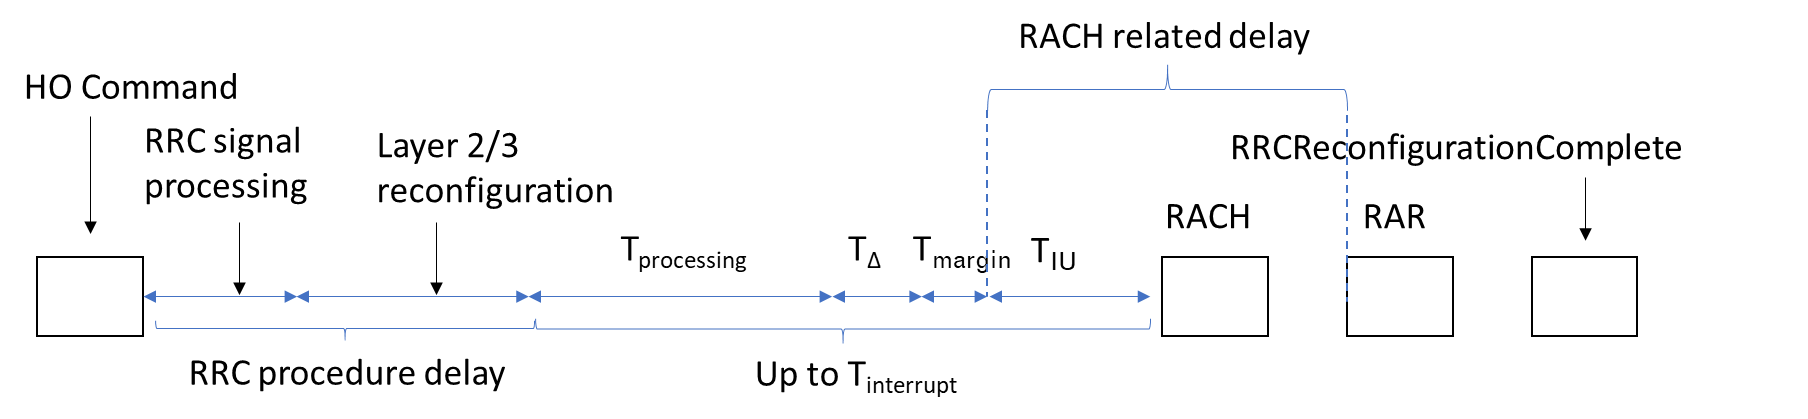 RACH related delay
HO Command
RRC signal
processing
Layer 2/3
reconfiguration
RRCReconfigurationComplete
RACH
RAR
Tprocessing
TΔ
Tmargin
TIU
RRC procedure delay
Up to Tinterrupt